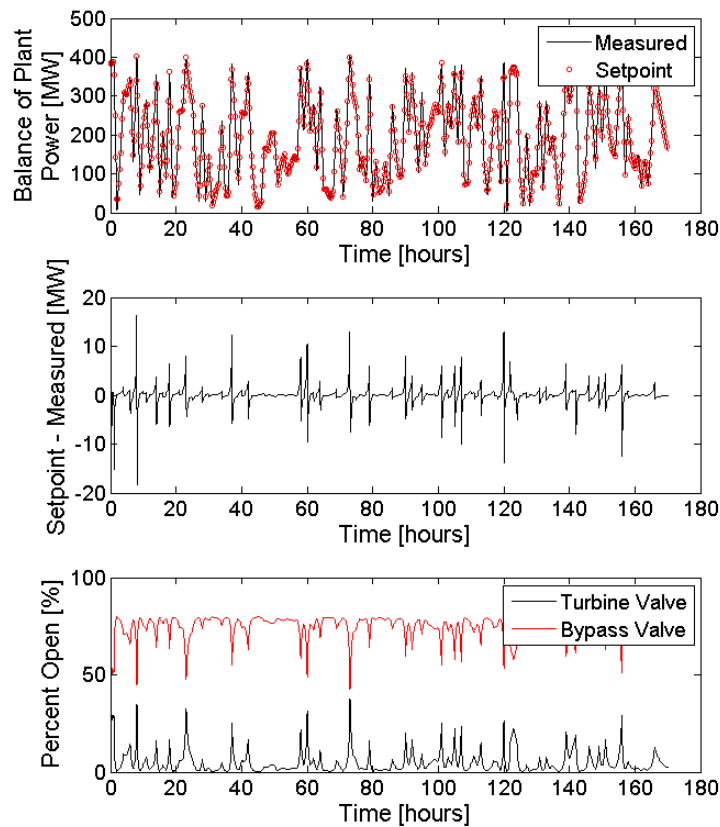 Balance of Plant
Power [MW]
500
400
300
200
100
0
Measured
Setpoint
0 20 40 60 80 100 120 140 160 180
Time [hours]
Setpoint - Measured [MW]
20
10
0
-10
-20
0 20 40 60 80 100 120 140 160 180
Time [hours]
Percent Open [%]
100
50
0
Turbine Valve
Bypass Valve
0 20 40 60 80 100 120 140 160 180
Time [hours]